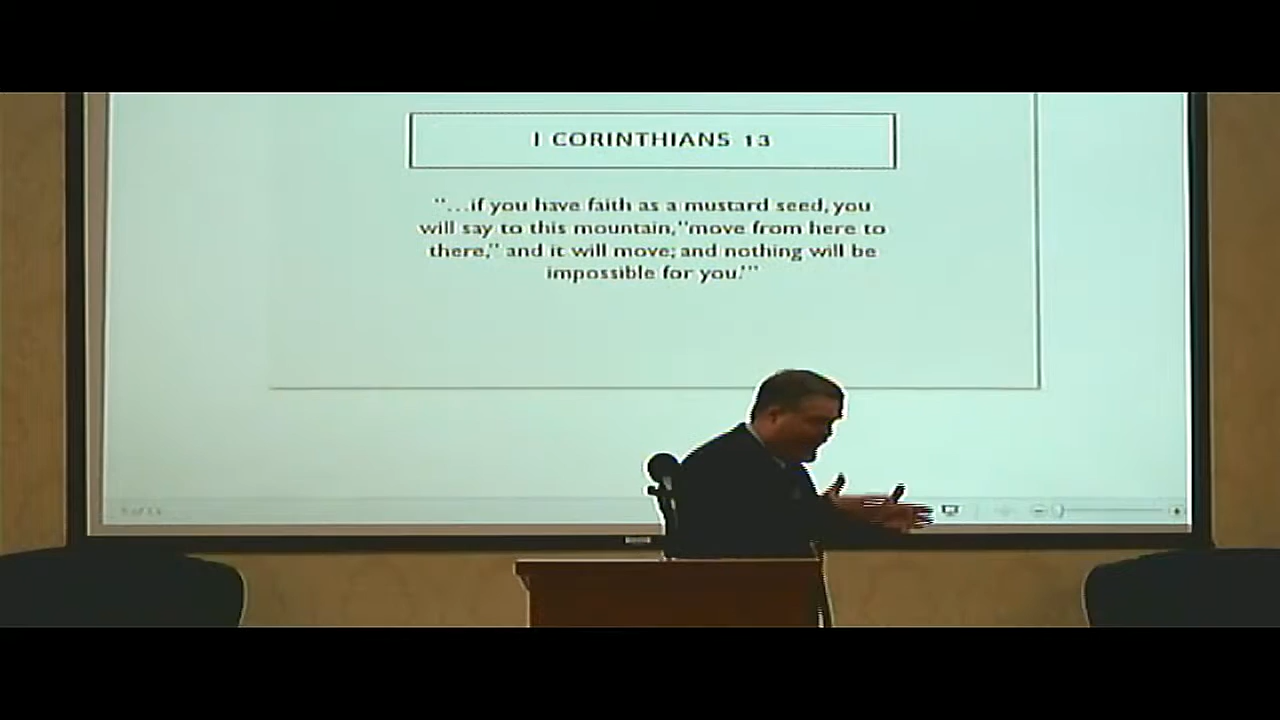 I CORINTHIANS 13
"...if you have faith as a mustard seed, you
will say to this mountain, "move from here to
there," and it will move; and nothing will be
impossible for you.'"